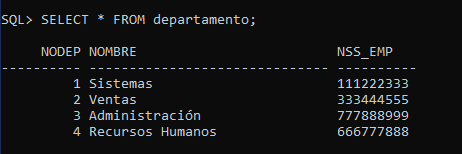 SQL> SELECT * FROM departamento;
NODEP NOMBRE NSS_EMP
---------- ------------------------------ ----------
1 Sistemas 111222333
2 Ventas 333444555
3 Administración 777888999
4 Recursos Humanos 666777888